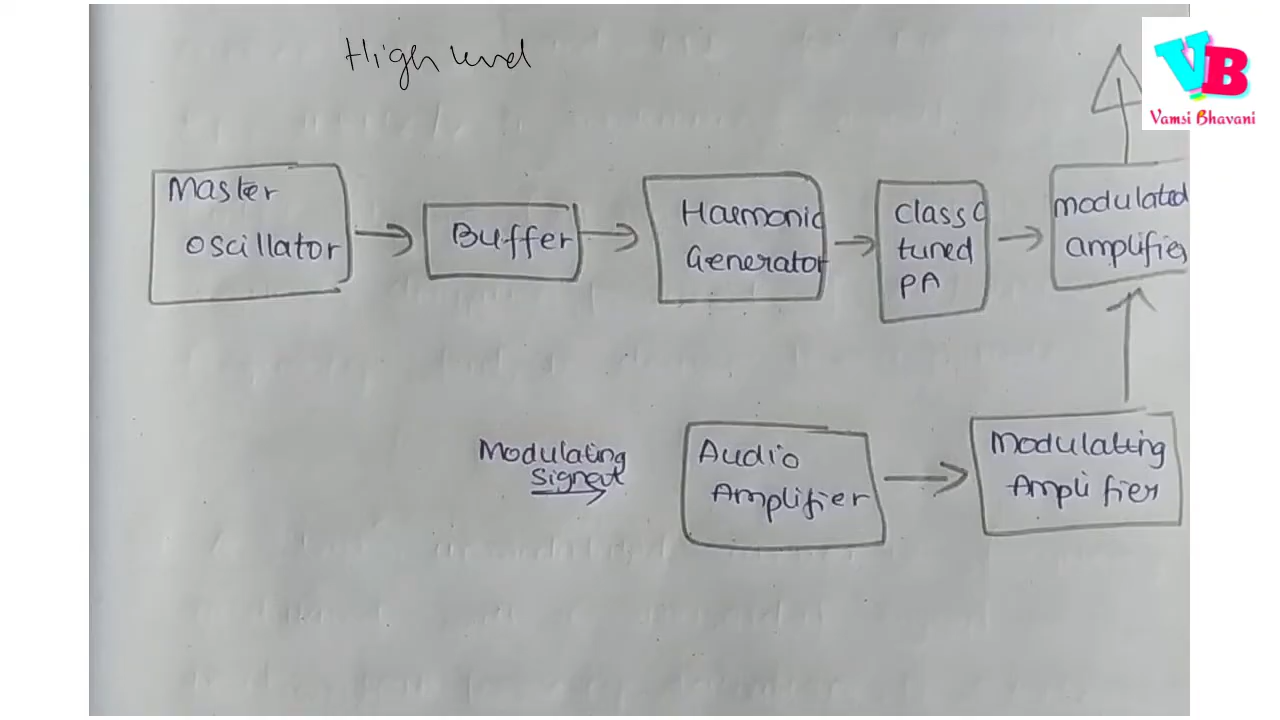 High level
VB
Vamsi Bhavani
Master
Oscillator
Buffer
Harmonic
Generator
Class C
tuned
PA
modulated
amplifier
Modulating
Signal
Audio
Amplifier
Modulating
Amplifier